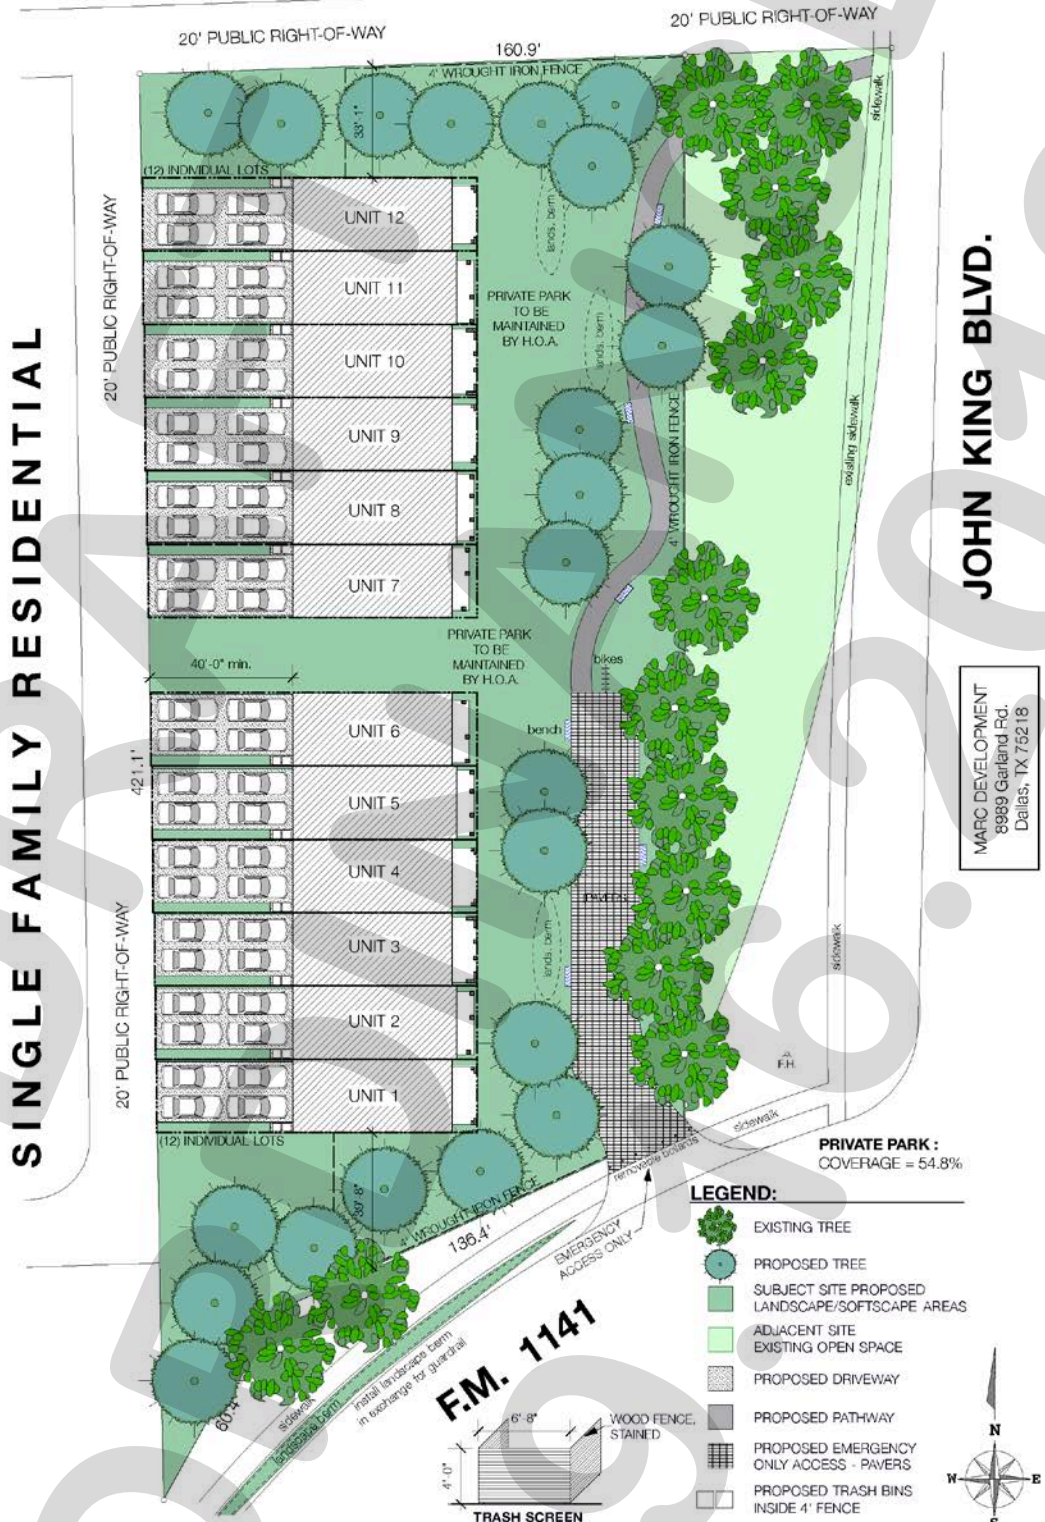 20' PUBLIC RIGHT-OF-WAY
20' PUBLIC RIGHT-OF-WAY
160.9'
4' WROUGHT IRON FENCE
33'-1"
sidewalk
(12) INDIVIDUAL LOTS
20' PUBLIC RIGHT-OF-WAY
UNIT 12
lands. berm
UNIT 11
PRIVATE PARK
TO BE
MAINTAINED
BY H.O.A.
lands. berm
UNIT 10
UNIT 9
4' WROUGHT IRON FENCE
existing sidewalk
UNIT 8
UNIT 7
SINGLE FAMILY RESIDENTIAL
JOHN KING BLVD.
PRIVATE PARK
TO BE
MAINTAINED
BY H.O.A.
40'-0" min.
bikes
bench
UNIT 6
421.1'
UNIT 5
UNIT 4
PAVERS
UNIT 3
lands. berm
sidewalk
20' PUBLIC RIGHT-OF-WAY
UNIT 2
UNIT 1
F.H.
MARC DEVELOPMENT
8989 Garland Rd.
Dallas, TX 75218
(12) INDIVIDUAL LOTS
sidewalk
removable bolards
39'-8"
4' WROUGHT IRON FENCE
136.4'
EMERGENCY
ACCESS ONLY
60.4'
sidewalk
landscape berm
install landscape berm
in exchange for guardrail
F.M. 1141
PRIVATE PARK :
COVERAGE = 54.8%
LEGEND:
EXISTING TREE
PROPOSED TREE
SUBJECT SITE PROPOSED
LANDSCAPE/SOFTSCAPE AREAS
ADJACENT SITE
EXISTING OPEN SPACE
PROPOSED DRIVEWAY
PROPOSED PATHWAY
PROPOSED EMERGENCY
ONLY ACCESS - PAVERS
PROPOSED TRASH BINS
INSIDE 4' FENCE
6'-8"
WOOD FENCE,
STAINED
4'-0"
TRASH SCREEN
N
W
E
S